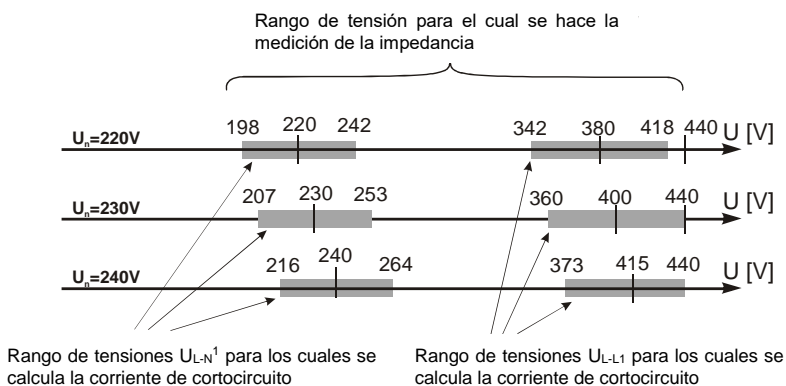 Rango de tensión para el cual se hace la
medición de la impedancia
Un=220V 198 220 242 342 380 418 440 U [V]
Un=230V 207 230 253 360 400 440 U [V]
Un=240V 216 240 264 373 415 440 U [V]
Rango de tensiones UL-N1 para los cuales se
calcula la corriente de cortocircuito
Rango de tensiones UL-L1 para los cuales se
calcula la corriente de cortocircuito